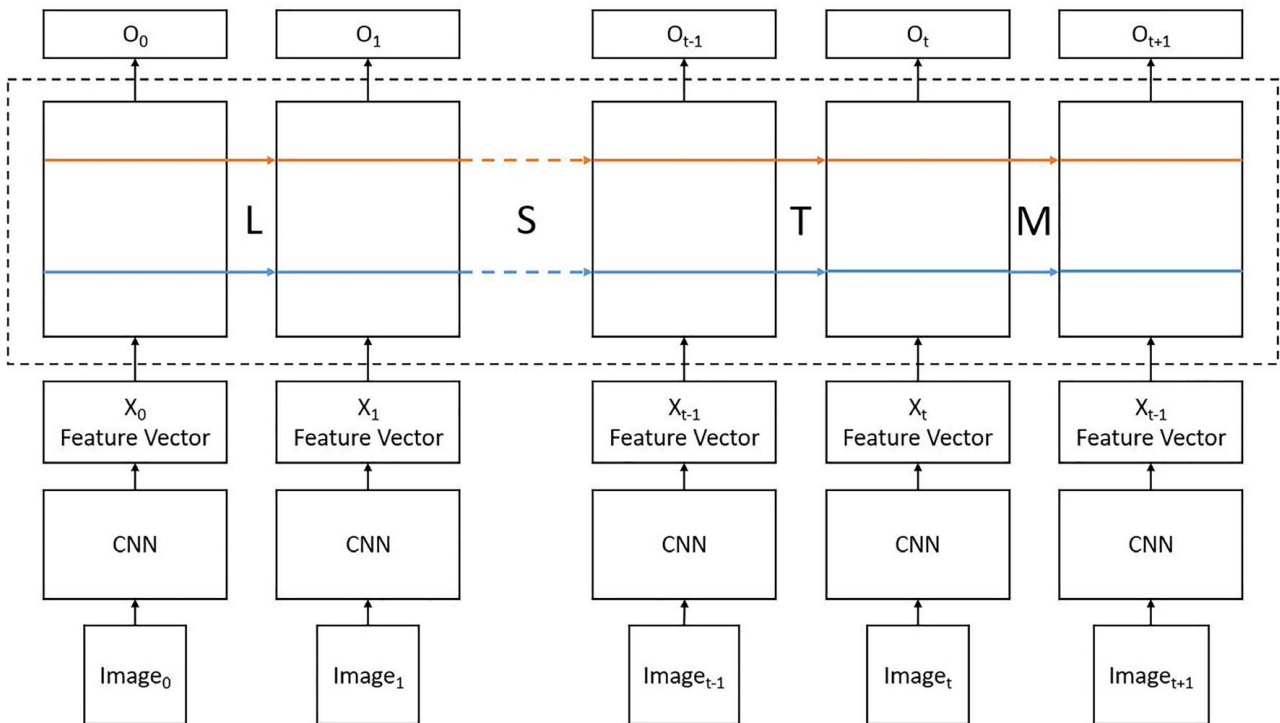 O₀ O₁ Oₜ₋₁ Oₜ Oₜ₊₁
L S T M
X₀ X₁ Xₜ₋₁ Xₜ Xₜ₋₁
Feature Vector Feature Vector Feature Vector Feature Vector Feature Vector
CNN CNN CNN CNN CNN
Image₀ Image₁ Imageₜ₋₁ Imageₜ Imageₜ₊₁